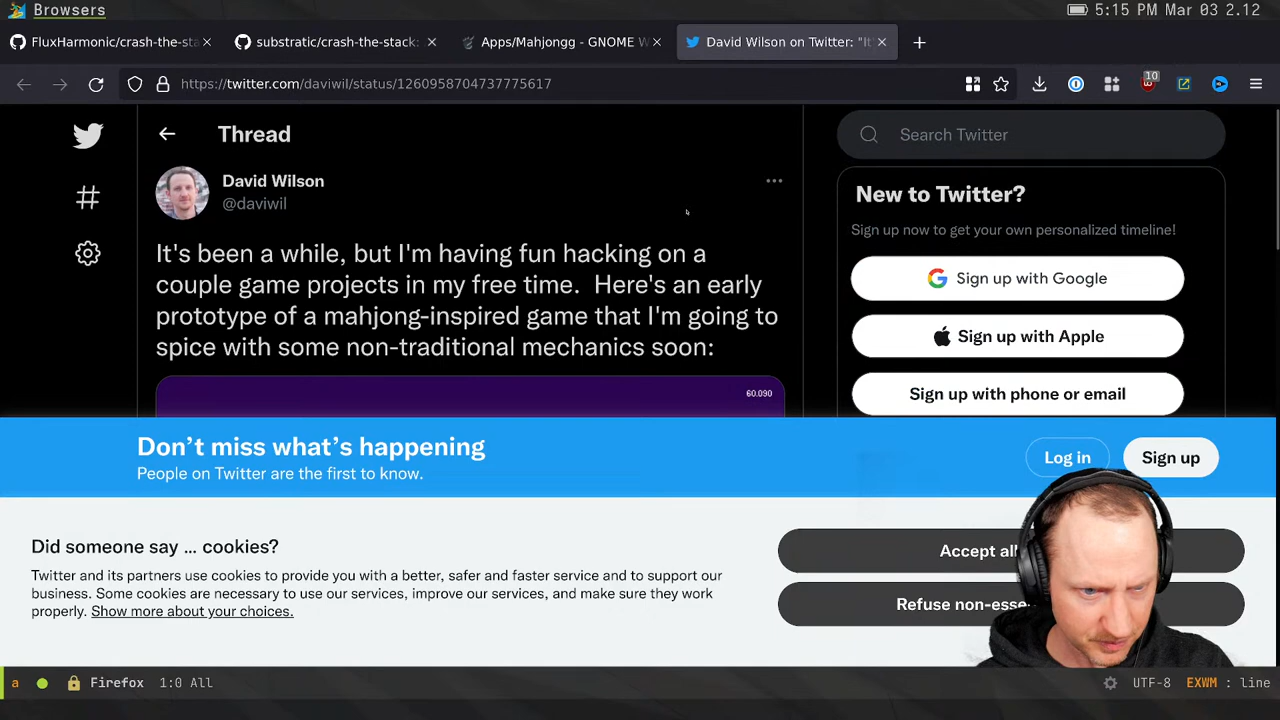 Browsers
5:15 PM Mar 03 2.12
FluxHarmonic/crash-the-sta
substratic/crash-the-stack:
Apps/Mahjongg - GNOME W
David Wilson on Twitter: "It'
https://twitter.com/daviwil/status/1260958704737775617
10
Thread
Search Twitter
David Wilson
@daviwil
It's been a while, but I'm having fun hacking on a
couple game projects in my free time. Here's an early
prototype of a mahjong-inspired game that I'm going to
spice with some non-traditional mechanics soon:
60.090
New to Twitter?
Sign up now to get your own personalized timeline!
Sign up with Google
Sign up with Apple
Sign up with phone or email
Don't miss what's happening
People on Twitter are the first to know.
Log in
Sign up
Did someone say … cookies?
Twitter and its partners use cookies to provide you with a better, safer and faster service and to support our
business. Some cookies are necessary to use our services, improve our services, and make sure they work
properly. Show more about your choices.
Accept all
Refuse non-esse
a
Firefox 1:0 All
UTF-8 EXWM : line